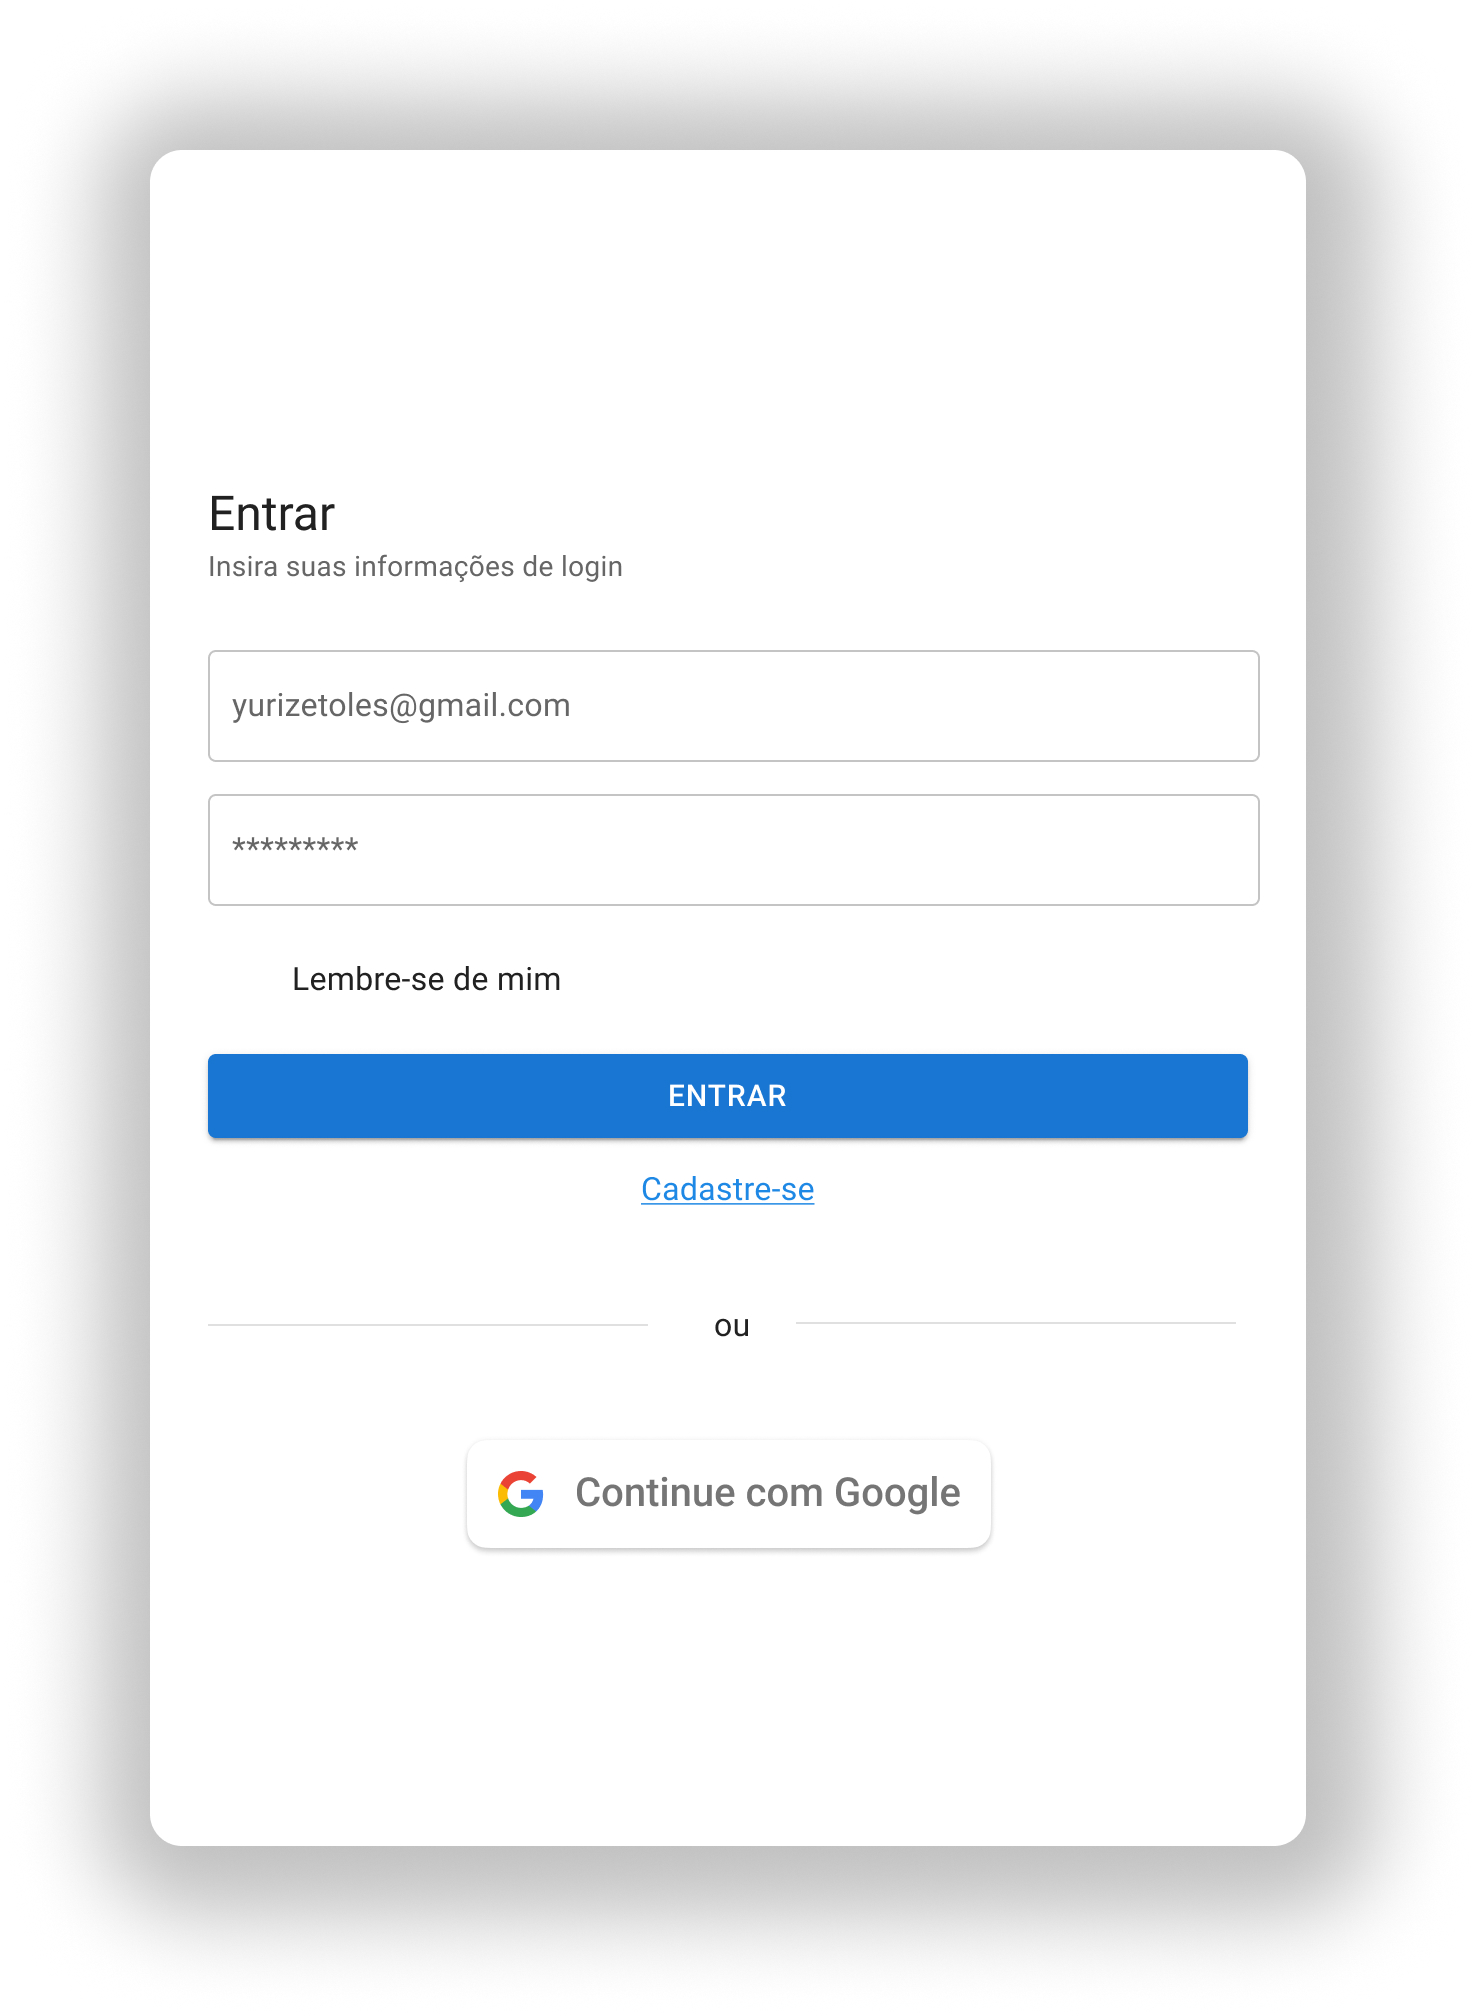 Entrar
Insira suas informações de login
yurizetoles@gmail.com
*********
Lembre-se de mim
ENTRAR
Cadastre-se
ou
Continue com Google